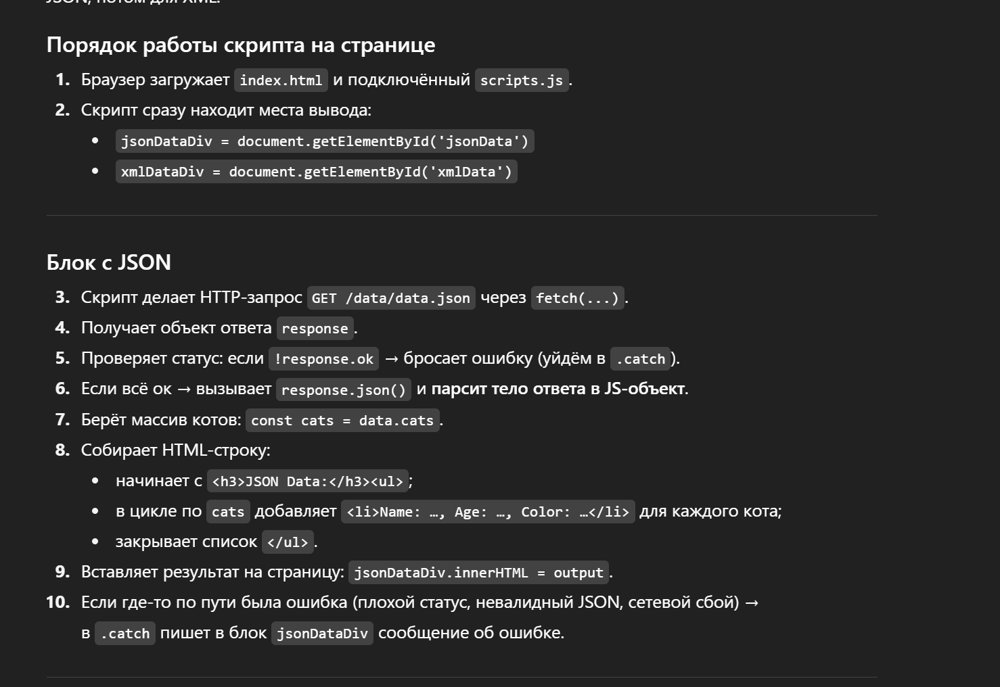 JSON, потом для XML.
Порядок работы скрипта на странице
1. Браузер загружает index.html и подключённый scripts.js.
2. Скрипт сразу находит места вывода:
• jsonDataDiv = document.getElementById('jsonData')
• xmlDataDiv = document.getElementById('xmlData')
Блок с JSON
3. Скрипт делает HTTP-запрос GET /data/data.json через fetch(...).
4. Получает объект ответа response.
5. Проверяет статус: если !response.ok → бросает ошибку (уйдём в .catch).
6. Если всё ок → вызывает response.json() и парсит тело ответа в JS-объект.
7. Берёт массив котов: const cats = data.cats.
8. Собирает HTML-строку:
• начинает с <h3>JSON Data:</h3><ul>;
• в цикле по cats добавляет <li>Name: …, Age: …, Color: …</li> для каждого кота;
• закрывает список </ul>.
9. Вставляет результат на страницу: jsonDataDiv.innerHTML = output.
10. Если где-то по пути была ошибка (плохой статус, невалидный JSON, сетевой сбой) →
в .catch пишет в блок jsonDataDiv сообщение об ошибке.